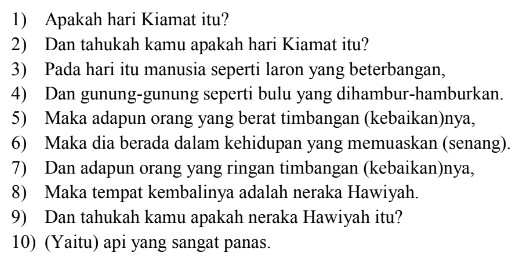 1) Apakah hari Kiamat itu?
2) Dan tahukah kamu apakah hari Kiamat itu?
3) Pada hari itu manusia seperti laron yang beterbangan,
4) Dan gunung-gunung seperti bulu yang dihambur-hamburkan.
5) Maka adapun orang yang berat timbangan (kebaikan)nya,
6) Maka dia berada dalam kehidupan yang memuaskan (senang).
7) Dan adapun orang yang ringan timbangan (kebaikan)nya,
8) Maka tempat kembalinya adalah neraka Hawiyah.
9) Dan tahukah kamu apakah neraka Hawiyah itu?
10) (Yaitu) api yang sangat panas.